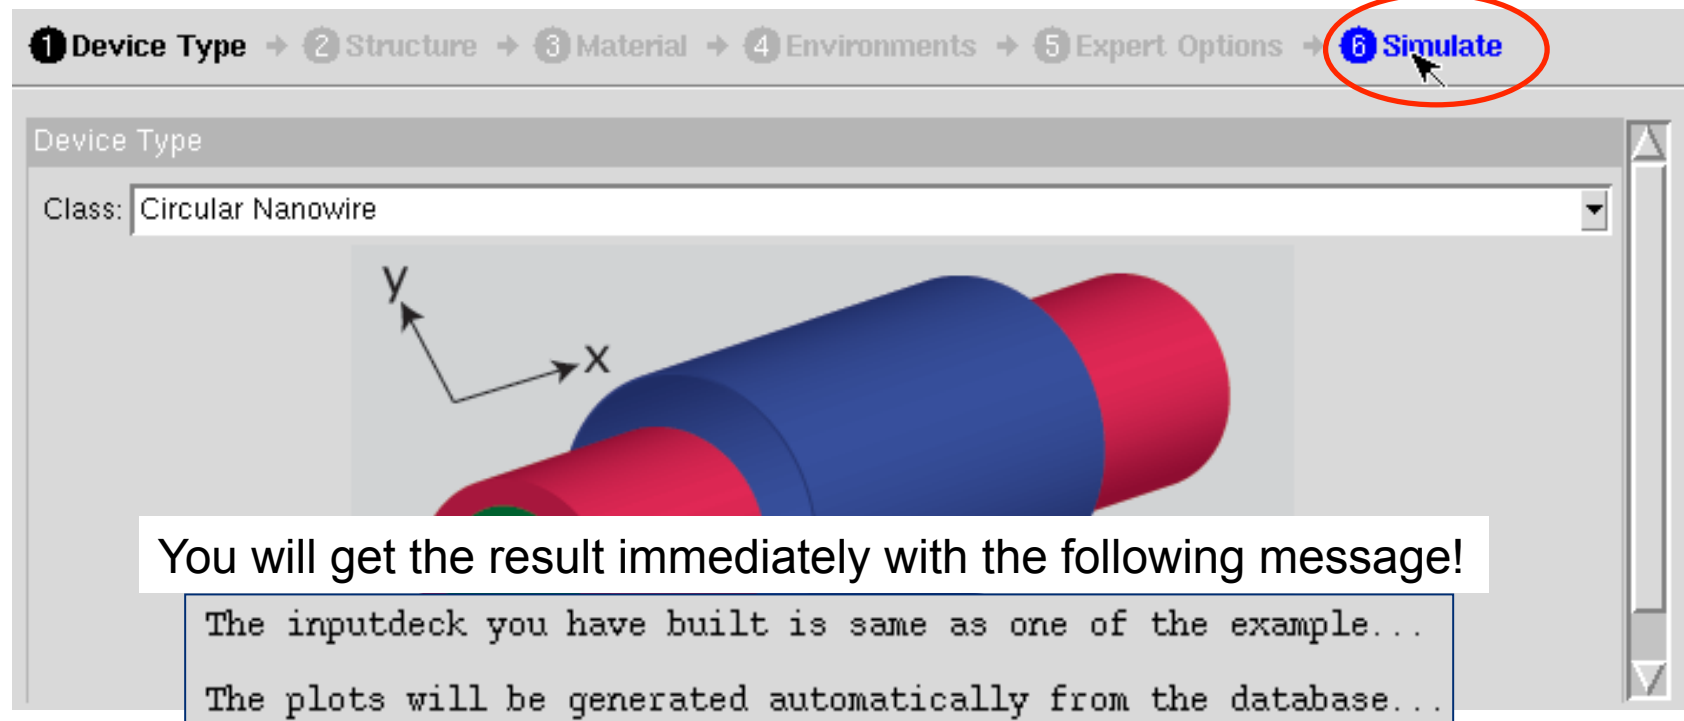 1 Device Type → 2 Structure → 3 Material → 4 Environments → 5 Expert Options → 6 Simulate
Device Type
Class: Circular Nanowire
y
x
You will get the result immediately with the following message!
The inputdeck you have built is same as one of the example...
The plots will be generated automatically from the database...